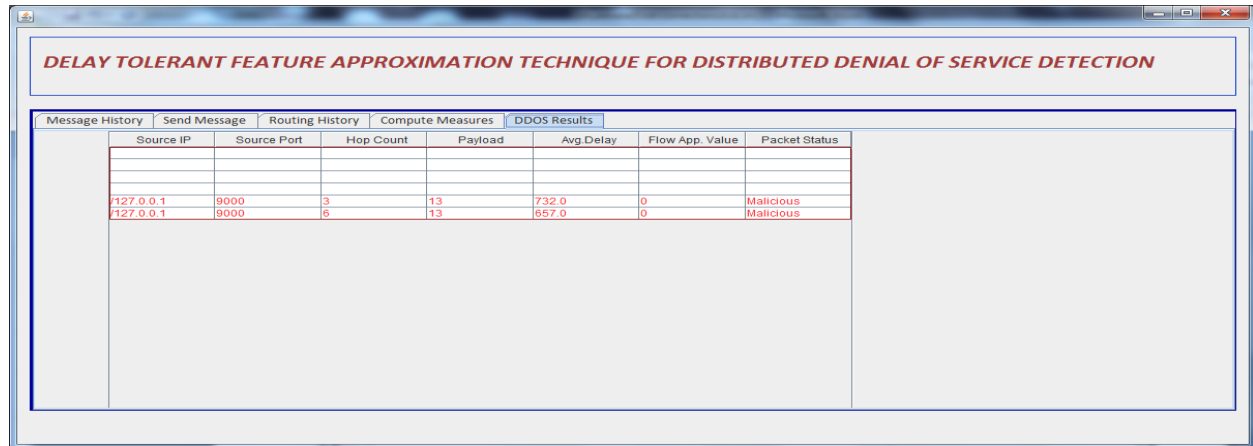 DELAY TOLERANT FEATURE APPROXIMATION TECHNIQUE FOR DISTRIBUTED DENIAL OF SERVICE DETECTION
Message History Send Message Routing History Compute Measures DDOS Results
Source IP Source Port Hop Count Payload Avg.Delay Flow App. Value Packet Status
/127.0.0.1 9000 3 13 732.0 0 Malicious
/127.0.0.1 9000 6 13 657.0 0 Malicious